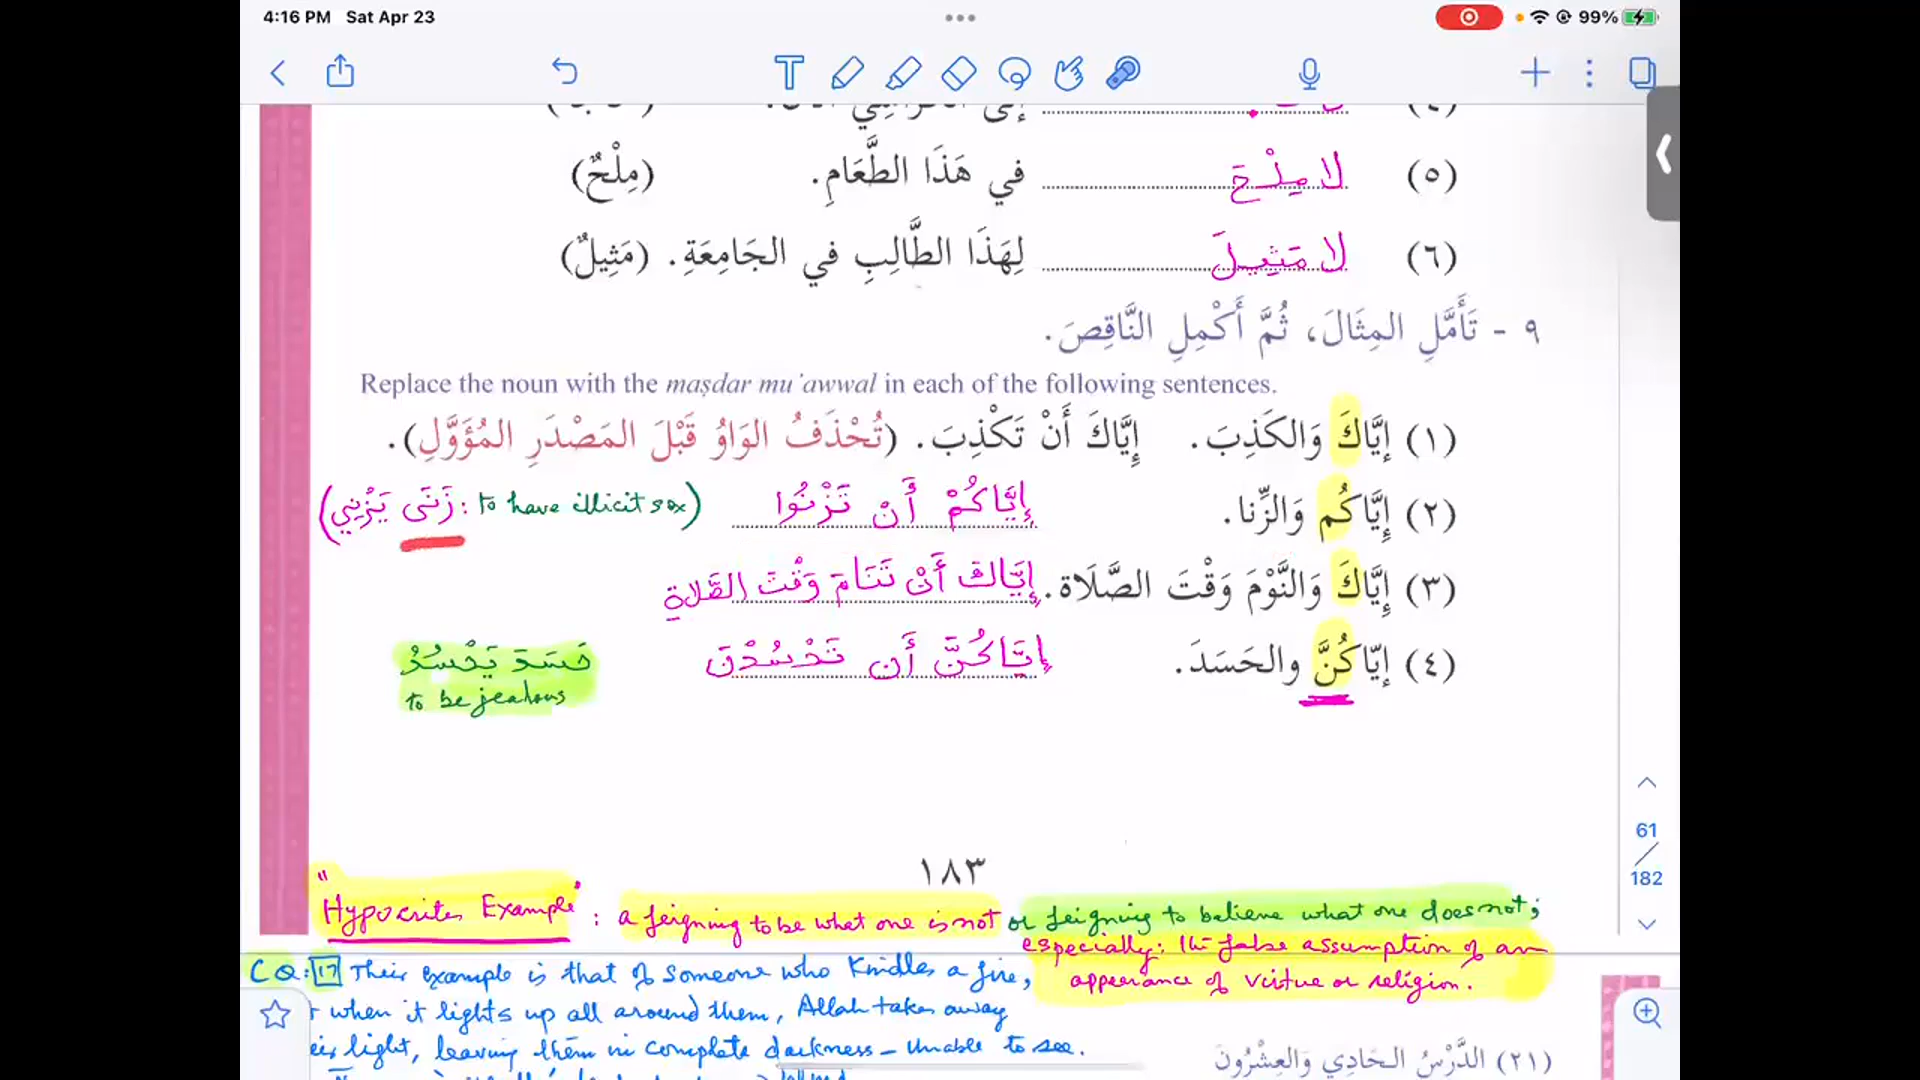 4:16 PM Sat Apr 23
99%
(٥) لا مِلْحَ في هَذَا الطَّعَامِ. (مِلْحٌ)
(٦) لا مَثِيلَ لِهَذَا الطَّالِبِ في الجَامِعَةِ. (مَثِيلٌ)
٩ - تَأَمَّلِ المِثَالَ، ثُمَّ أَكْمِلِ النَّاقِصَ.
Replace the noun with the maṣdar mu’awwal in each of the following sentences.
(١) إيَّاكَ وَالكَذِبَ. إِيَّاكَ أَنْ تَكْذِبَ. (تُحْذَفُ الوَاوُ قَبْلَ المَصْدَرِ المُؤَوَّلِ).
(٢) إِيَّاكُم وَالزِّنا. إِيَّاكُمْ أَنْ تَزْنُوا (زَنَى يَزْنِي: to have illicit sex)
(٣) إِيَّاكَ وَالنَّوْمَ وَقْتَ الصَّلَاة. إِيَّاكَ أَنْ تَنَامَ وَقْتَ الصَّلَاةِ
(٤) إيّاكُنَّ والحَسَدَ. إِيَّاكُنَّ أَن تَحْسُدْنَ حَسَدَ يَحْسُدُ
to be jealous
61
182
١٨٣
"Hypocrites Example" : a feigning to be what one is not or feigning to believe what one does not;
especially: the false assumption of an
appearance of virtue or religion.
CQ: 17 Their example is that of someone who kindles a fire,
when it lights up all around them, Allah takes away
light, leaving them in complete darkness – unable to see.
(٢١) الدَّرْسُ الحَادِي وَالعِشْرُونَ